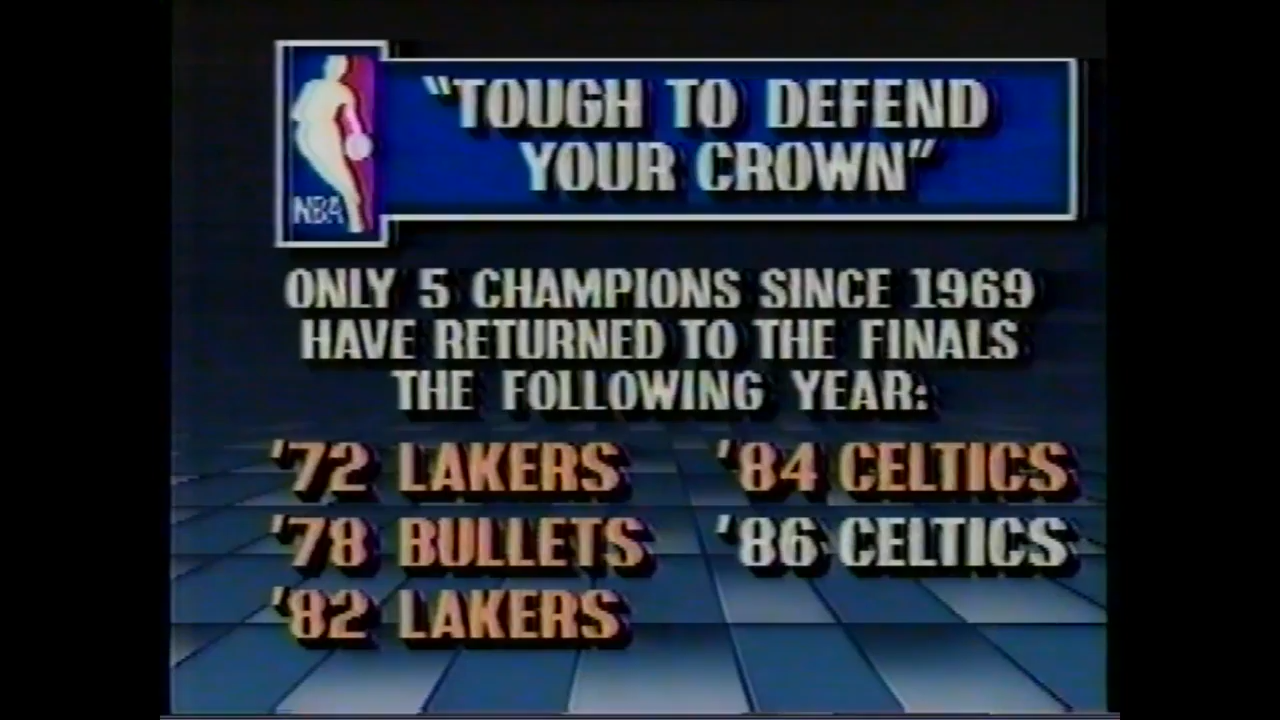 "TOUGH TO DEFEND
YOUR CROWN"
NBA
ONLY 5 CHAMPIONS SINCE 1969
HAVE RETURNED TO THE FINALS
THE FOLLOWING YEAR:
'72 LAKERS
'78 BULLETS
'82 LAKERS
'84 CELTICS
'86 CELTICS